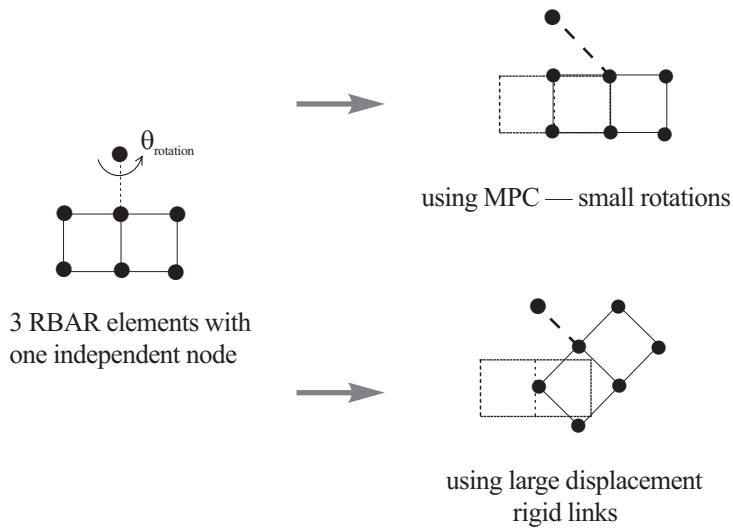 θrotation
3 RBAR elements with
one independent node
using MPC — small rotations
using large displacement
rigid links